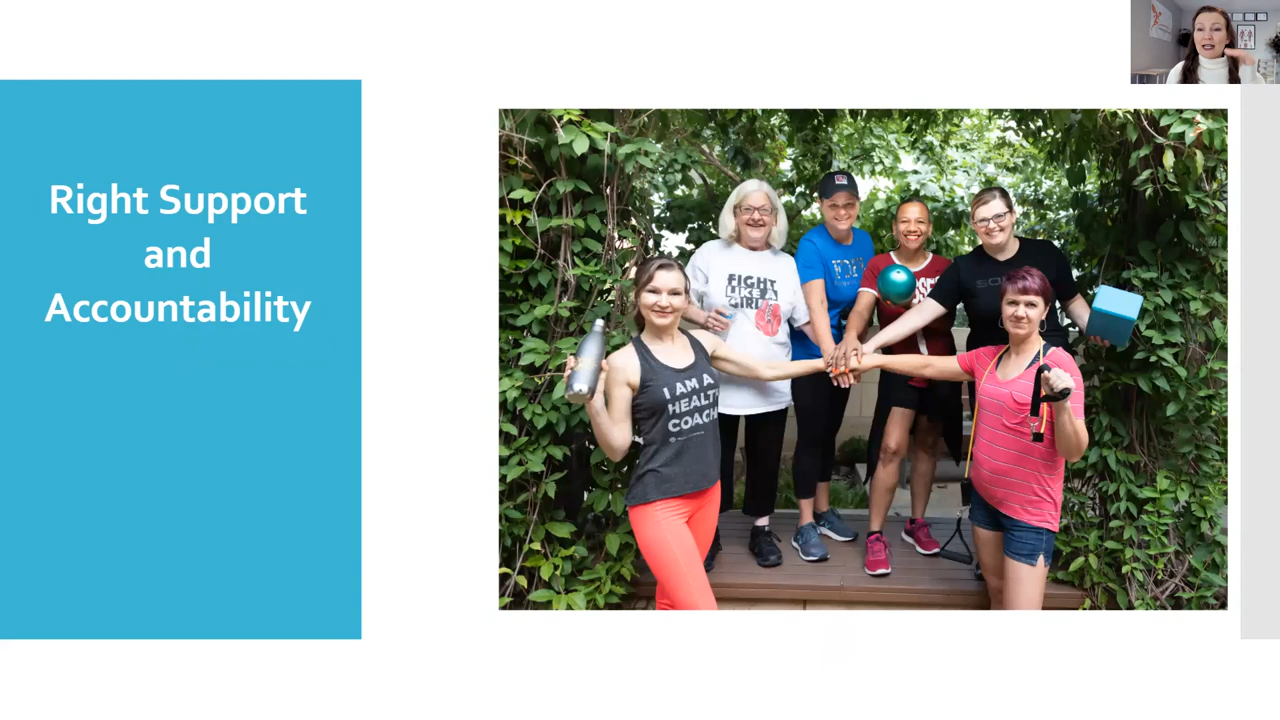 Right Support
and
Accountability
FIGHT
LIKE A
GIRL
I AM A
HEALTH
COACH